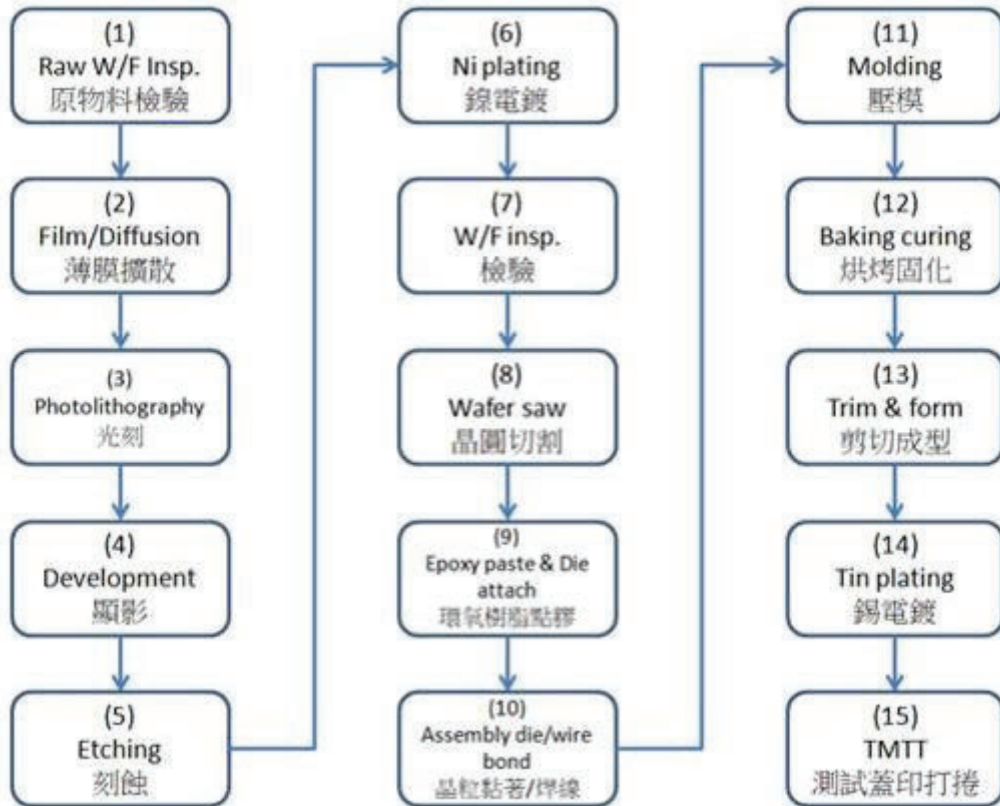 (1)
Raw W/F Insp.
原物料檢驗
(2)
Film/Diffusion
薄膜擴散
(3)
Photolithography
光刻
(4)
Development
顯影
(5)
Etching
刻蝕
(6)
Ni plating
鎳電鍍
(7)
W/F insp.
檢驗
(8)
Wafer saw
晶圓切割
(9)
Epoxy paste & Die
attach
環氧樹脂點膠
(10)
Assembly die/wire
bond
晶粒黏著/焊線
(11)
Molding
壓模
(12)
Baking curing
烘烤固化
(13)
Trim & form
剪切成型
(14)
Tin plating
錫電鍍
(15)
TMTT
測試蓋印打捲